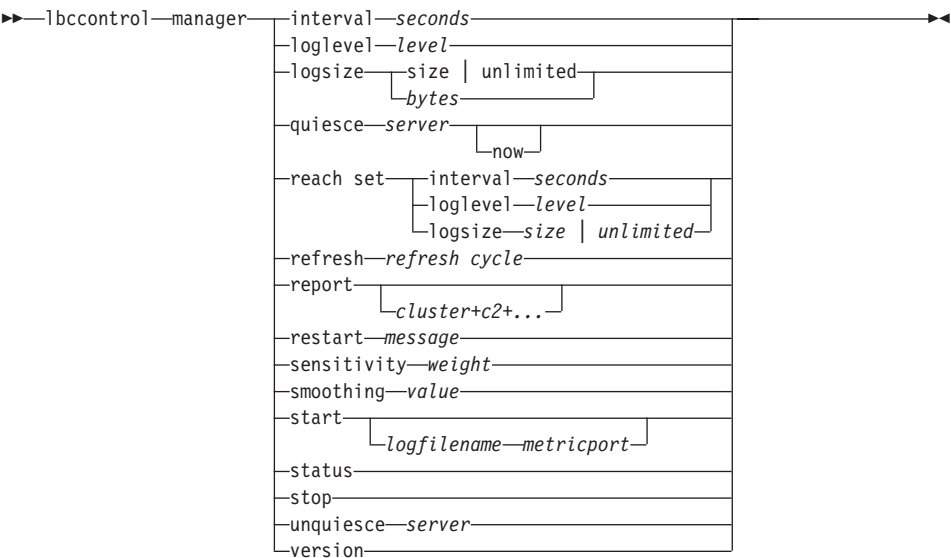 lbccontrol manager interval seconds
loglevel level
logsize size | unlimited
bytes
quiesce server
now
reach set interval seconds
loglevel level
logsize size | unlimited
refresh refresh cycle
report
cluster+c2+...
restart message
sensitivity weight
smoothing value
start
logfilename metricport
status
stop
unquiesce server
version